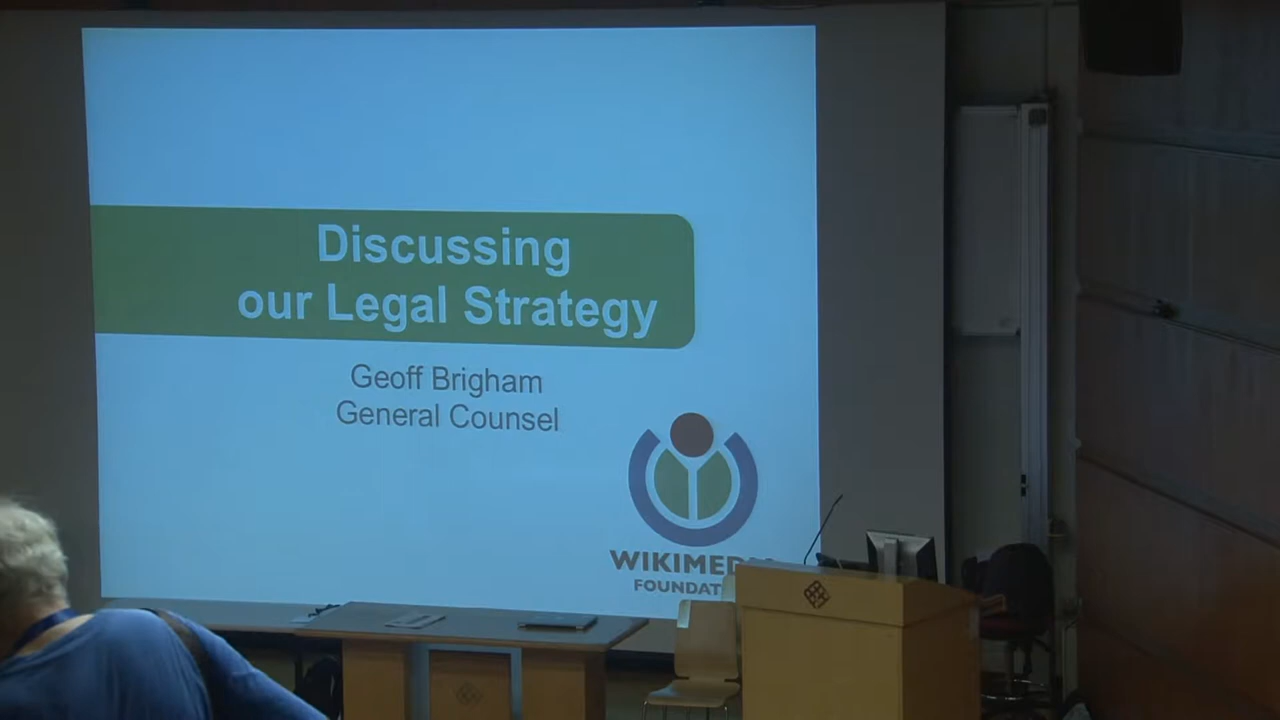 Discussing
our Legal Strategy
Geoff Brigham
General Counsel